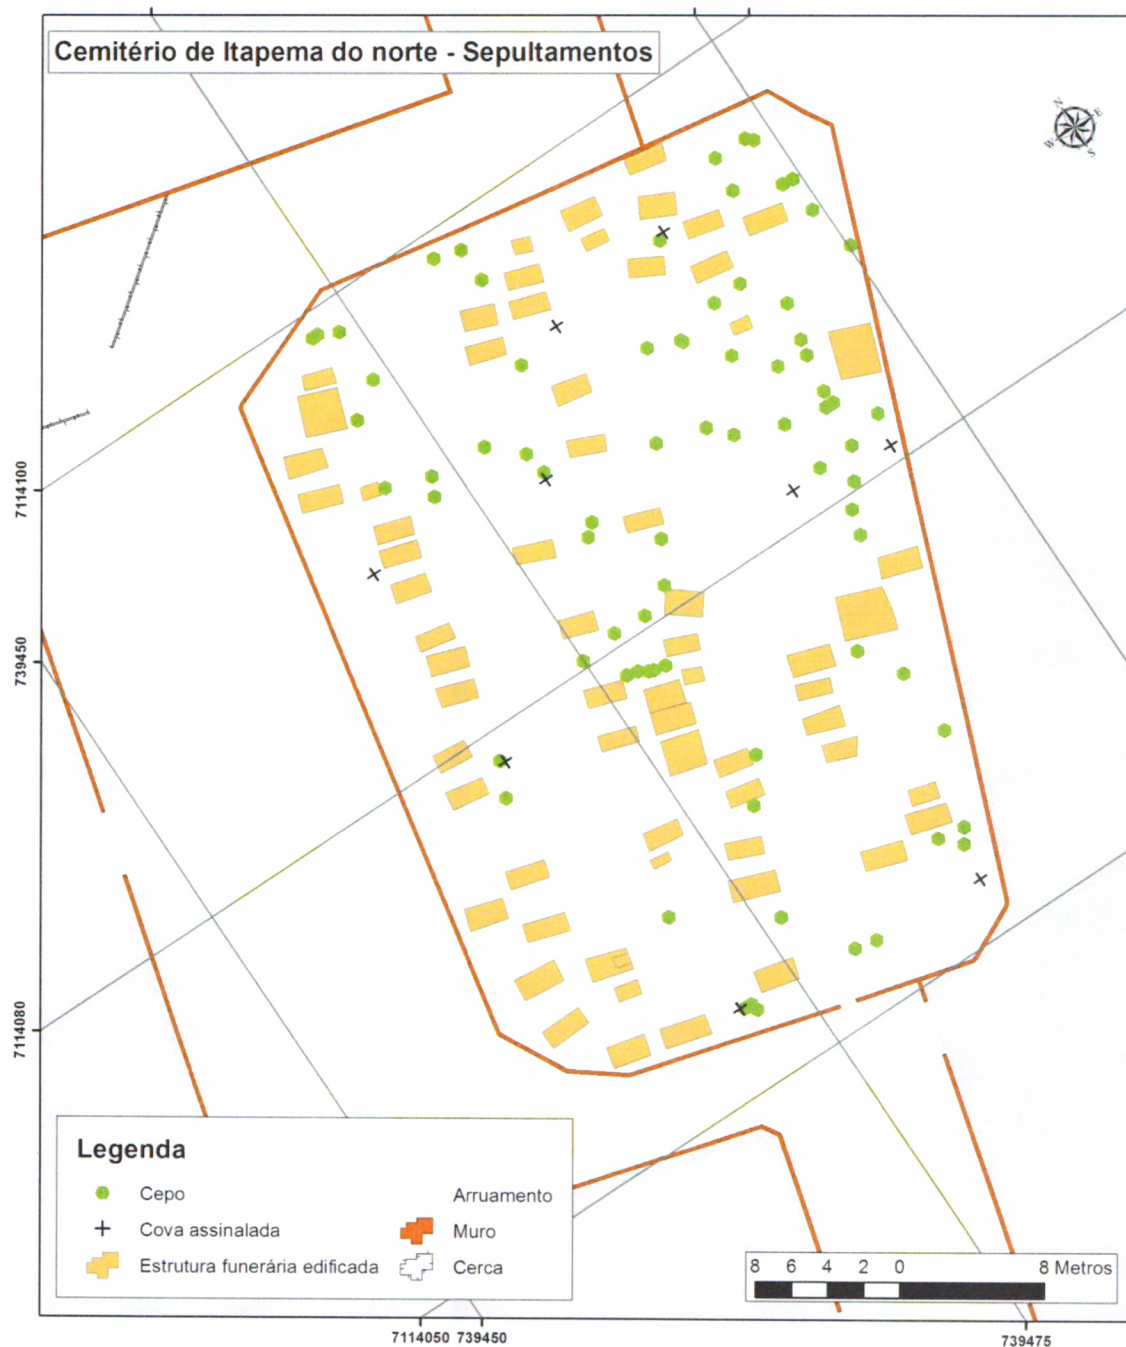 Cemitério de Itapema do norte - Sepultamentos
N
E
W
S
7114100
739450
7114080
Legenda
Cepo
Arruamento
Cova assinalada
Muro
Estrutura funerária edificada
Cerca
8 6 4 2 0 8 Metros
7114050 739450 739475